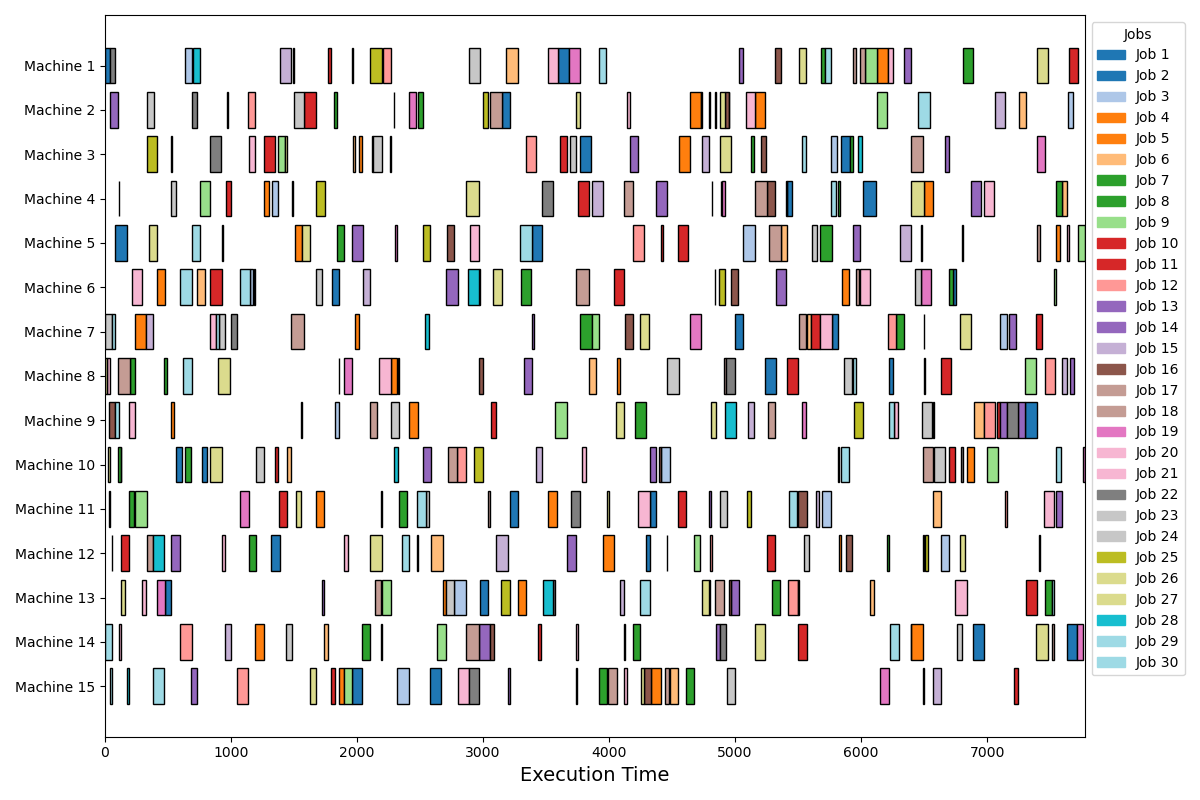 Machine 1
Machine 2
Machine 3
Machine 4
Machine 5
Machine 6
Machine 7
Machine 8
Machine 9
Machine 10
Machine 11
Machine 12
Machine 13
Machine 14
Machine 15
0 1000 2000 3000 4000 5000 6000 7000
Execution Time
Jobs
Job 1
Job 2
Job 3
Job 4
Job 5
Job 6
Job 7
Job 8
Job 9
Job 10
Job 11
Job 12
Job 13
Job 14
Job 15
Job 16
Job 17
Job 18
Job 19
Job 20
Job 21
Job 22
Job 23
Job 24
Job 25
Job 26
Job 27
Job 28
Job 29
Job 30